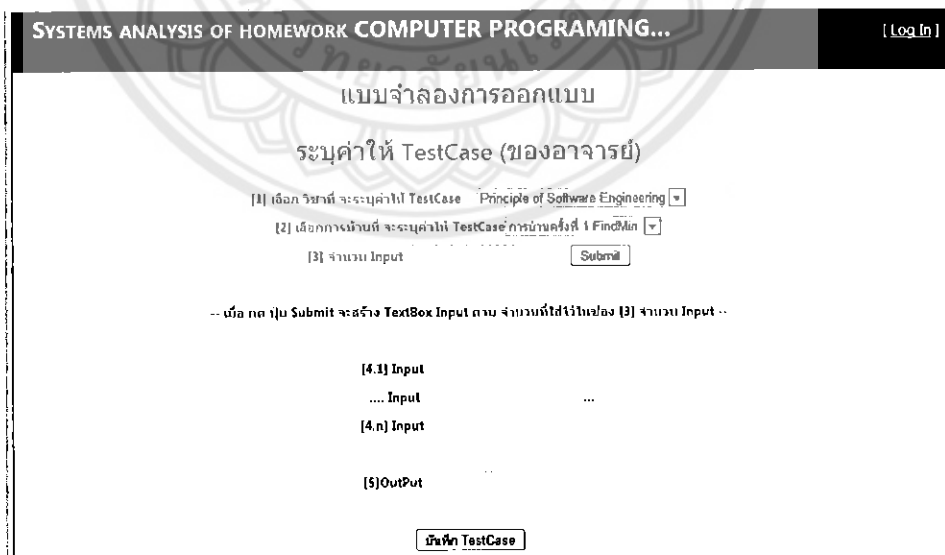 SYSTEMS ANALYSIS OF HOMEWORK COMPUTER PROGRAMING... [ Log In ]
แบบจำลองการออกแบบ
ระบุค่าให้ TestCase (ของอาจารย์)
[1] เลือก วิชาที่ จะระบุค่าให้ TestCase Principle of Software Engineering
[2] เลือกการบ้านที่ จะระบุค่าให้ TestCase การบ้านครั้งที่ 1 FindMin
[3] จำนวน Input Submit
-- เมื่อ กด ปุ่ม Submit จะสร้าง TextBox Input ตาม จำนวนที่ใส่ไว้ในช่อง [3] จำนวน Input --
[4.1] Input
.... Input ...
[4.n] Input
[5]OutPut
บันทึก TestCase